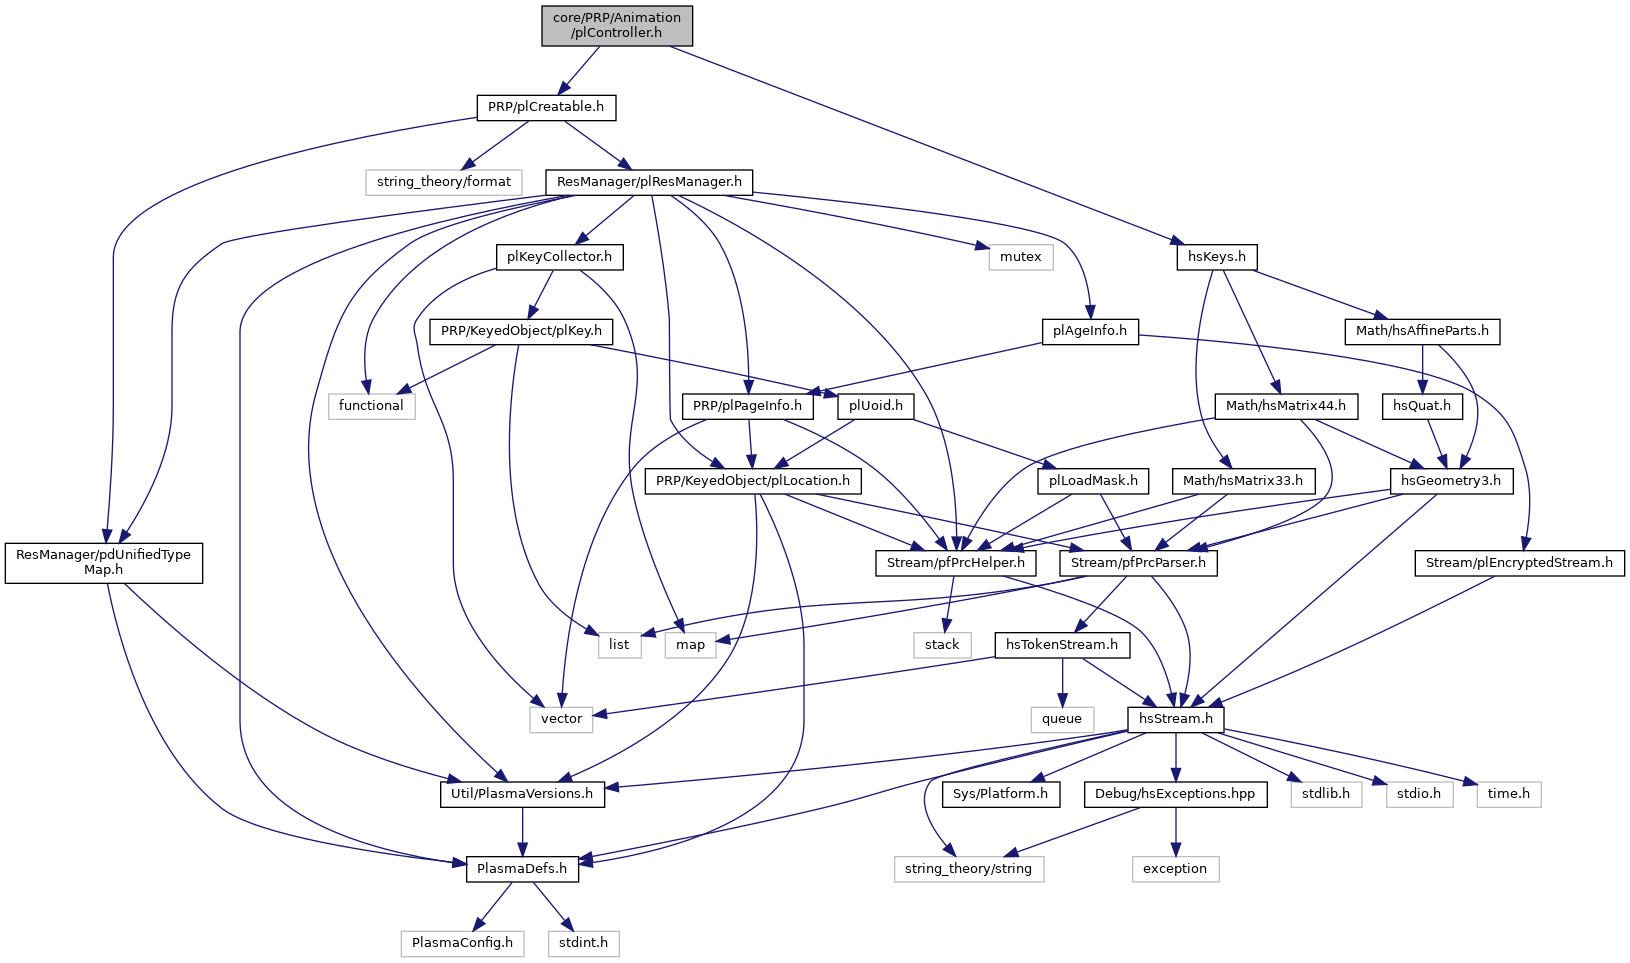 core/PRP/Animation
/plController.h
PRP/plCreatable.h
string_theory/format
ResManager/plResManager.h
plKeyCollector.h
mutex
hsKeys.h
PRP/KeyedObject/plKey.h
plAgeInfo.h
Math/hsAffineParts.h
functional
PRP/plPageInfo.h
plUoid.h
Math/hsMatrix44.h
hsQuat.h
PRP/KeyedObject/plLocation.h
plLoadMask.h
Math/hsMatrix33.h
hsGeometry3.h
ResManager/pdUnifiedType
Map.h
Stream/pfPrcHelper.h
Stream/pfPrcParser.h
Stream/plEncryptedStream.h
list
map
stack
hsTokenStream.h
vector
queue
hsStream.h
Util/PlasmaVersions.h
Sys/Platform.h
Debug/hsExceptions.hpp
stdlib.h
stdio.h
time.h
PlasmaDefs.h
string_theory/string
exception
PlasmaConfig.h
stdint.h